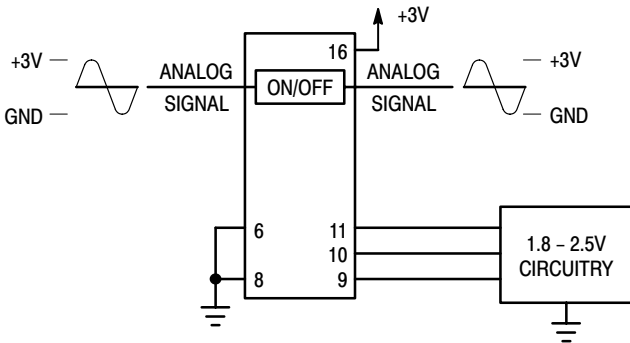 +3V
16
+3V
ANALOG
SIGNAL
ON/OFF
ANALOG
SIGNAL
+3V
GND
GND
6
11
10
8
9
1.8 – 2.5V
CIRCUITRY